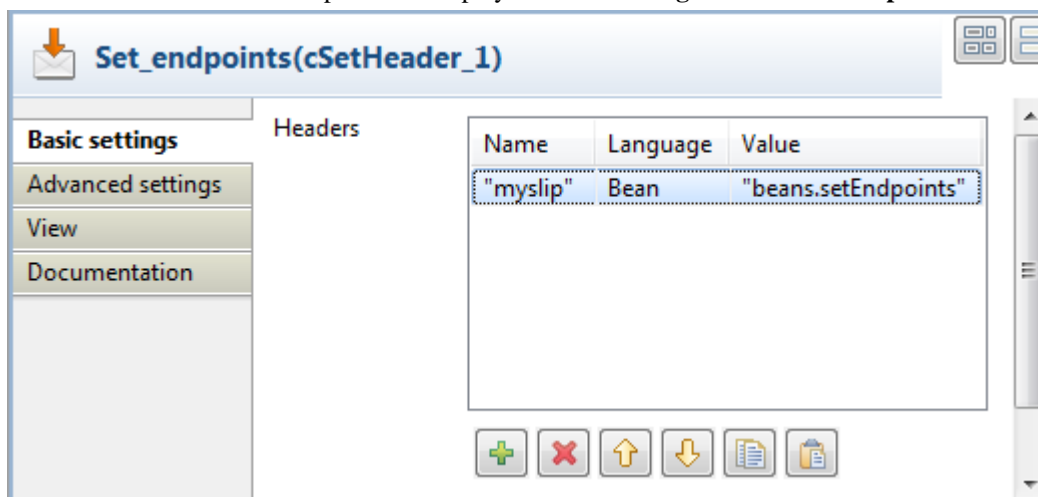 Set_endpoints(cSetHeader_1)
Basic settings
Advanced settings
View
Documentation
Headers
Name Language Value
"myslip" Bean "beans.setEndpoints"